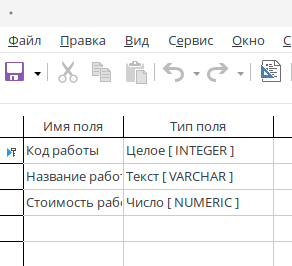 Файл Правка Вид Сервис Окно С
Имя поля Тип поля
Код работы Целое [ INTEGER ]
Название работ Текст [ VARCHAR ]
Стоимость рабо Число [ NUMERIC ]